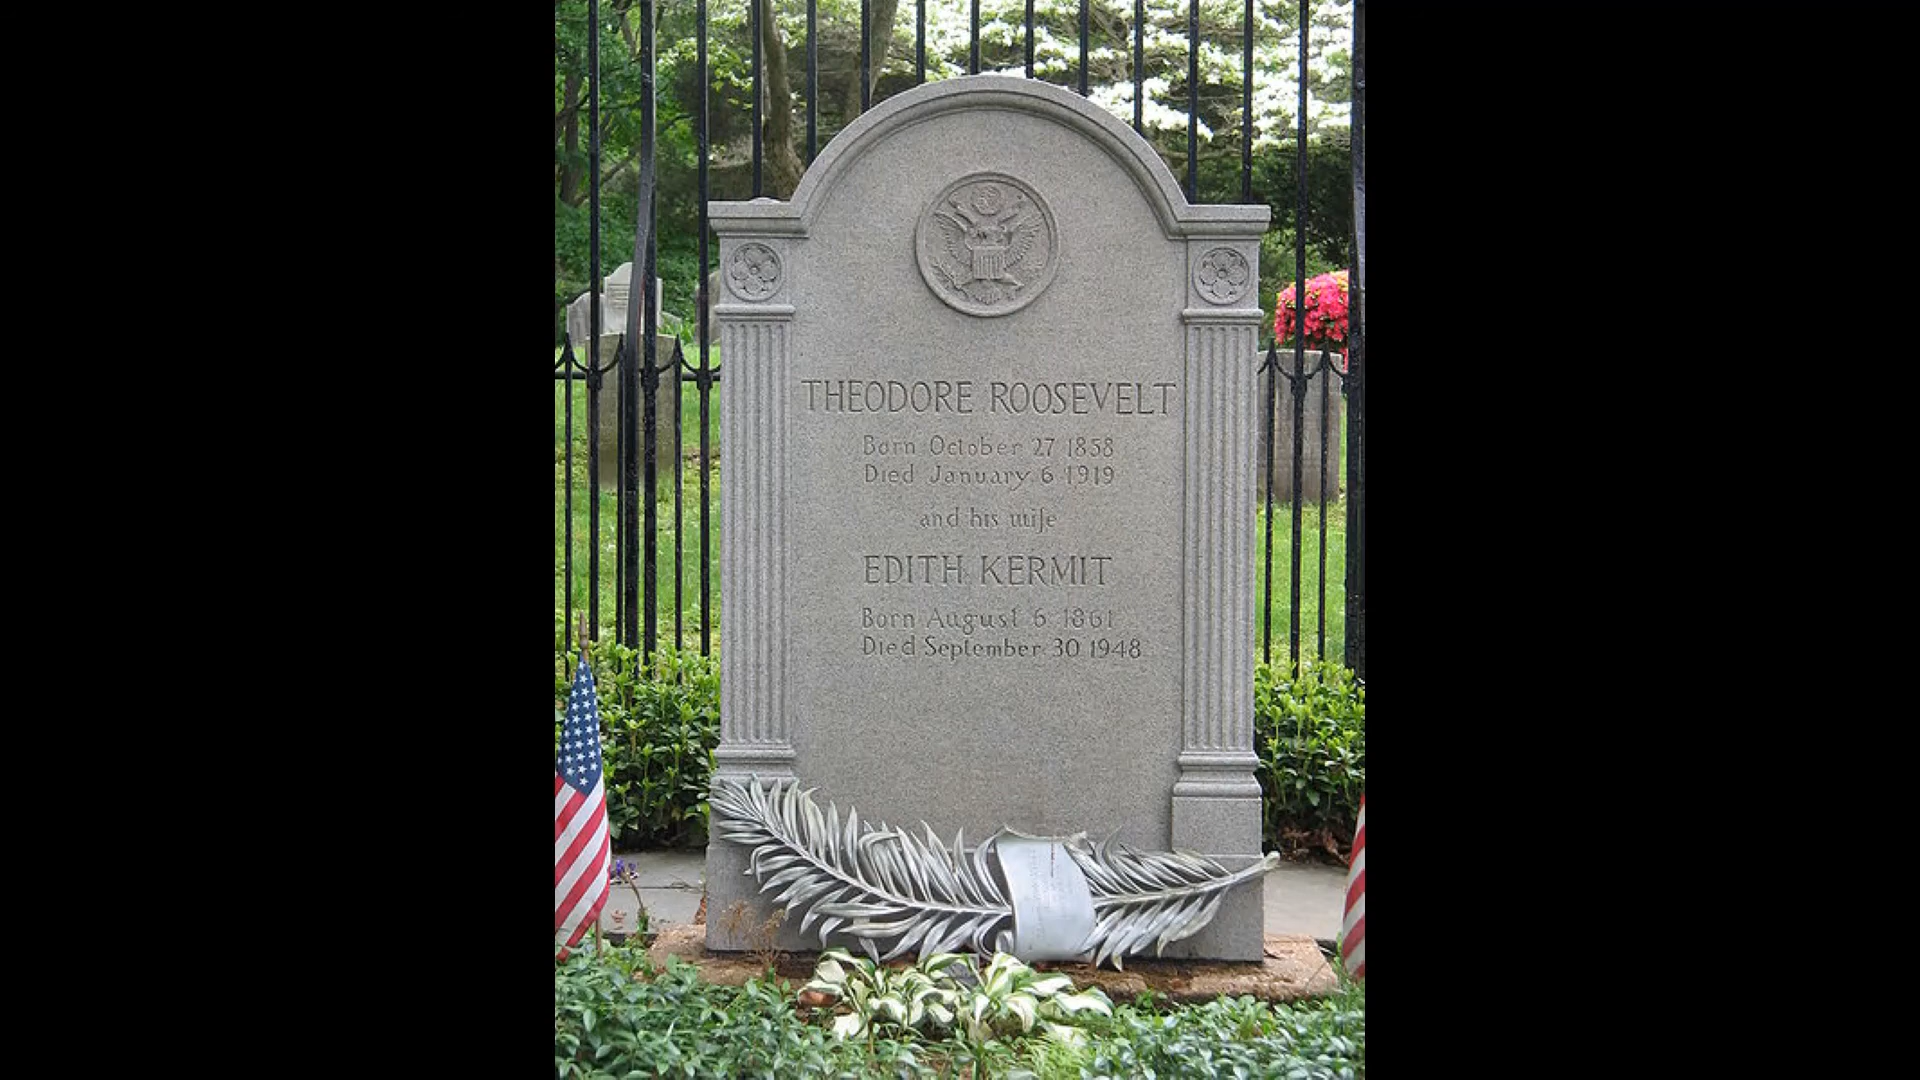 THEODORE ROOSEVELT
Born October 27 1858
Died January 6 1919
and his wife
EDITH KERMIT
Born August 6 1861
Died September 30 1948